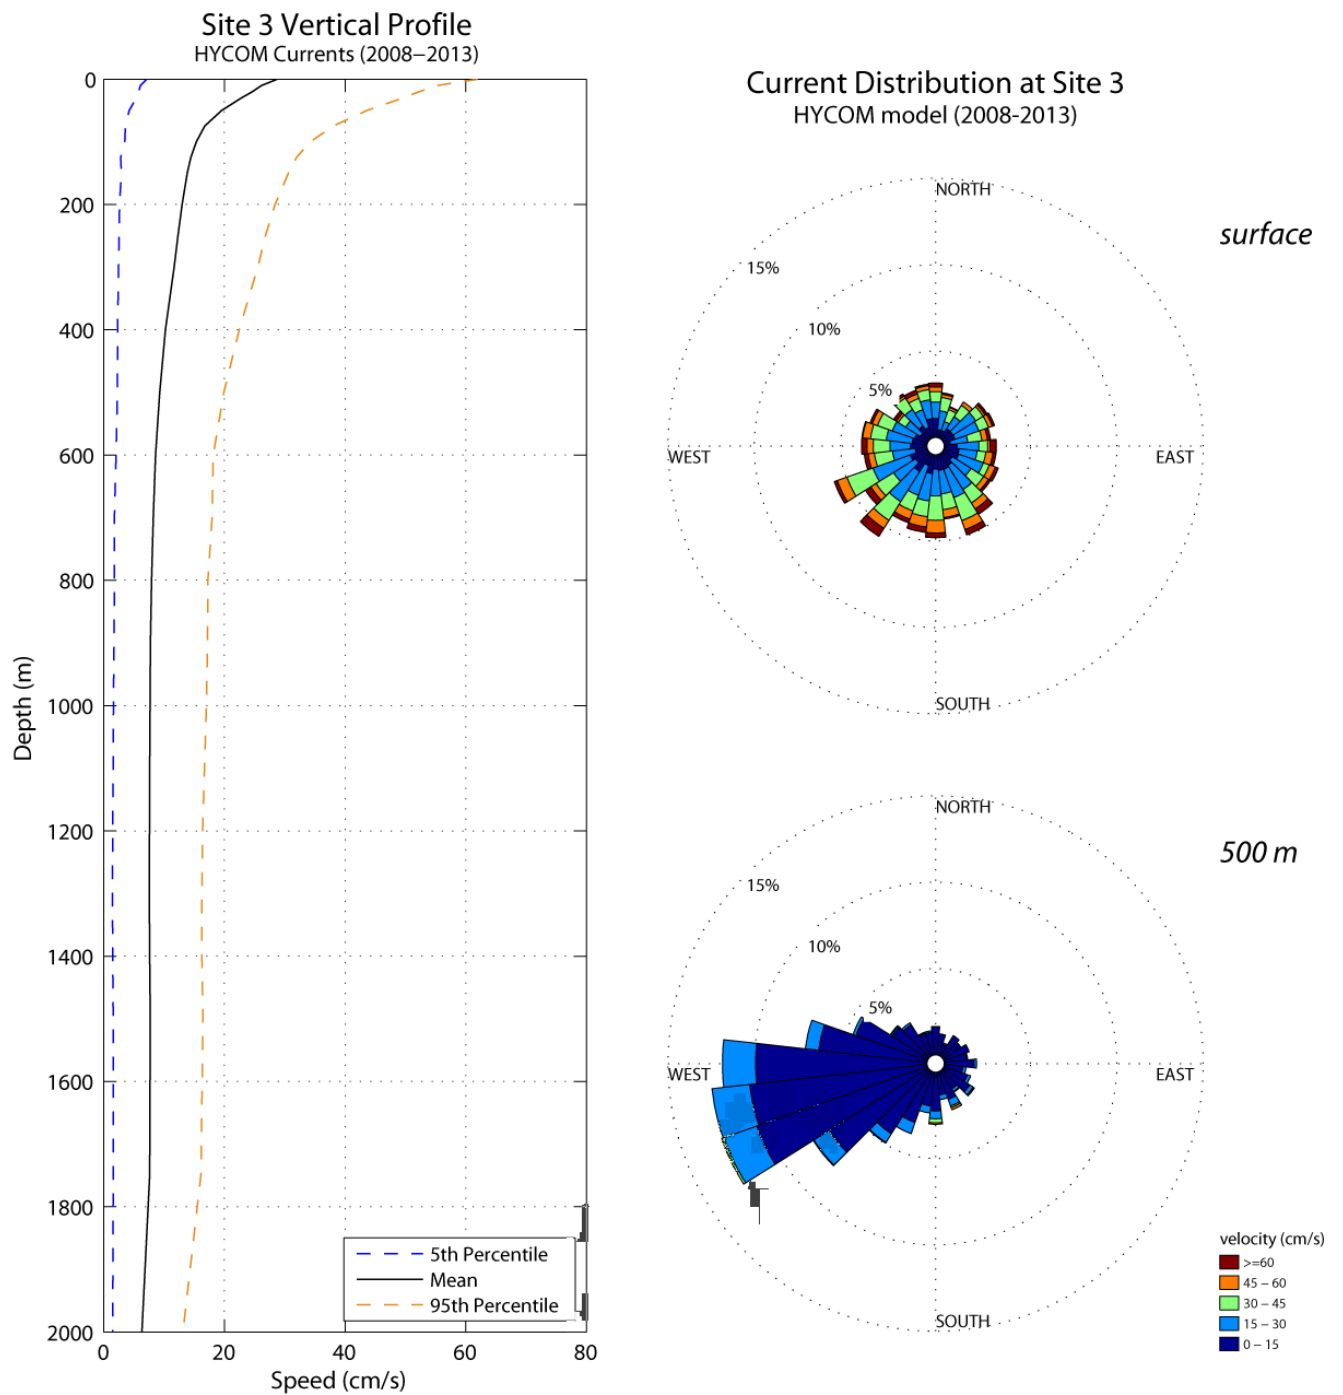 Site 3 Vertical Profile
HYCOM Currents (2008−2013)
0
200
400
600
800
1000
1200
1400
1600
1800
2000
Depth (m)
0 20 40 60 80
Speed (cm/s)
5th Percentile
Mean
95th Percentile
Current Distribution at Site 3
HYCOM model (2008-2013)
surface
NORTH
15%
10%
5%
WEST EAST
SOUTH
500 m
NORTH
15%
10%
5%
WEST EAST
SOUTH
velocity (cm/s)
>=60
45 − 60
30 − 45
15 − 30
0 − 15